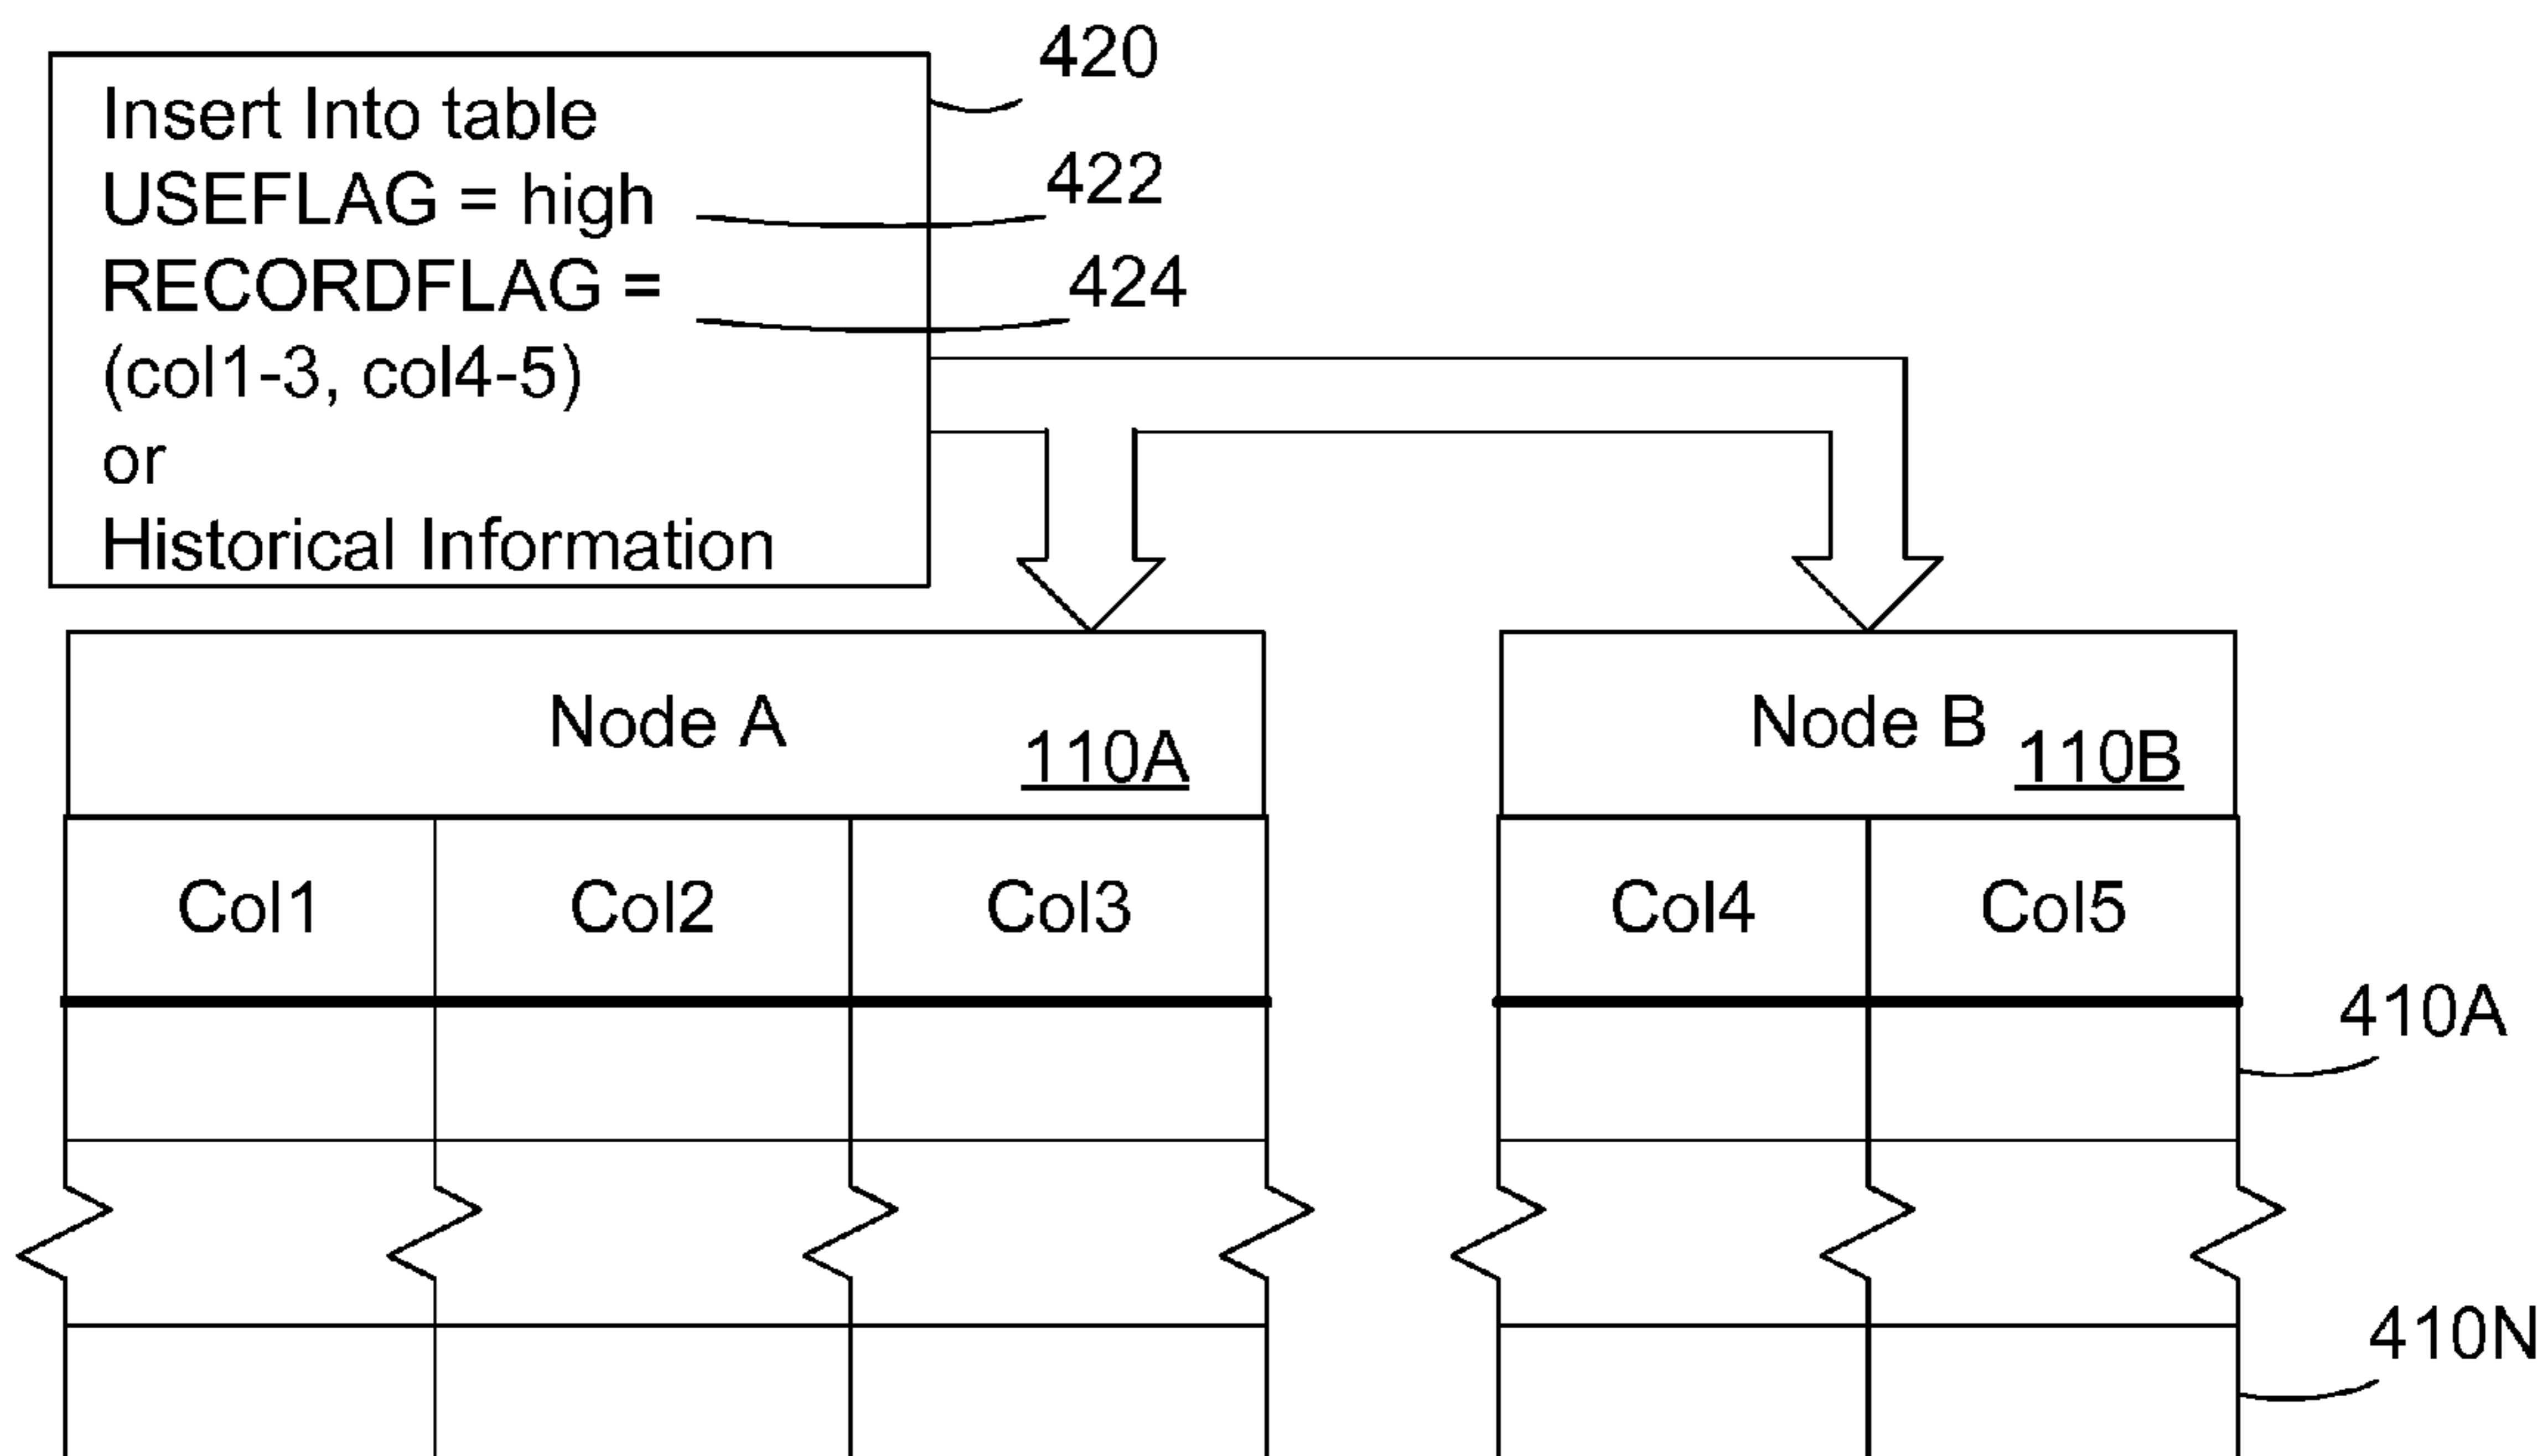 420
Insert Into table
422
USEFLAG = high
424
RECORDFLAG =
(col1-3, col4-5)
or
Historical Information
Node A 110A
Node B 110B
Col1 Col2 Col3 Col4 Col5
410A
410N